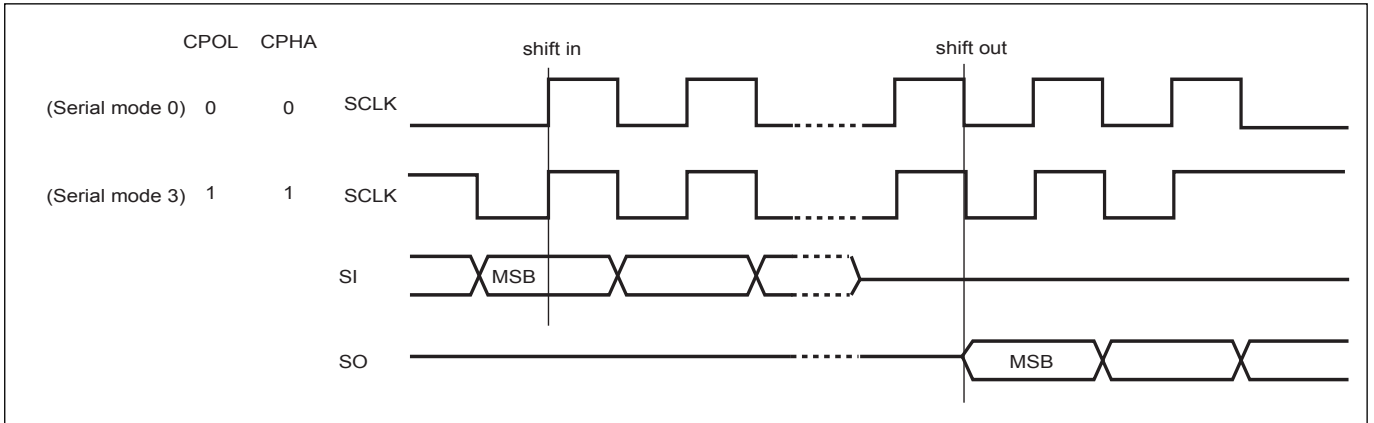 CPOL CPHA
shift in
shift out
(Serial mode 0) 0 0 SCLK
(Serial mode 3) 1 1 SCLK
SI MSB
SO MSB